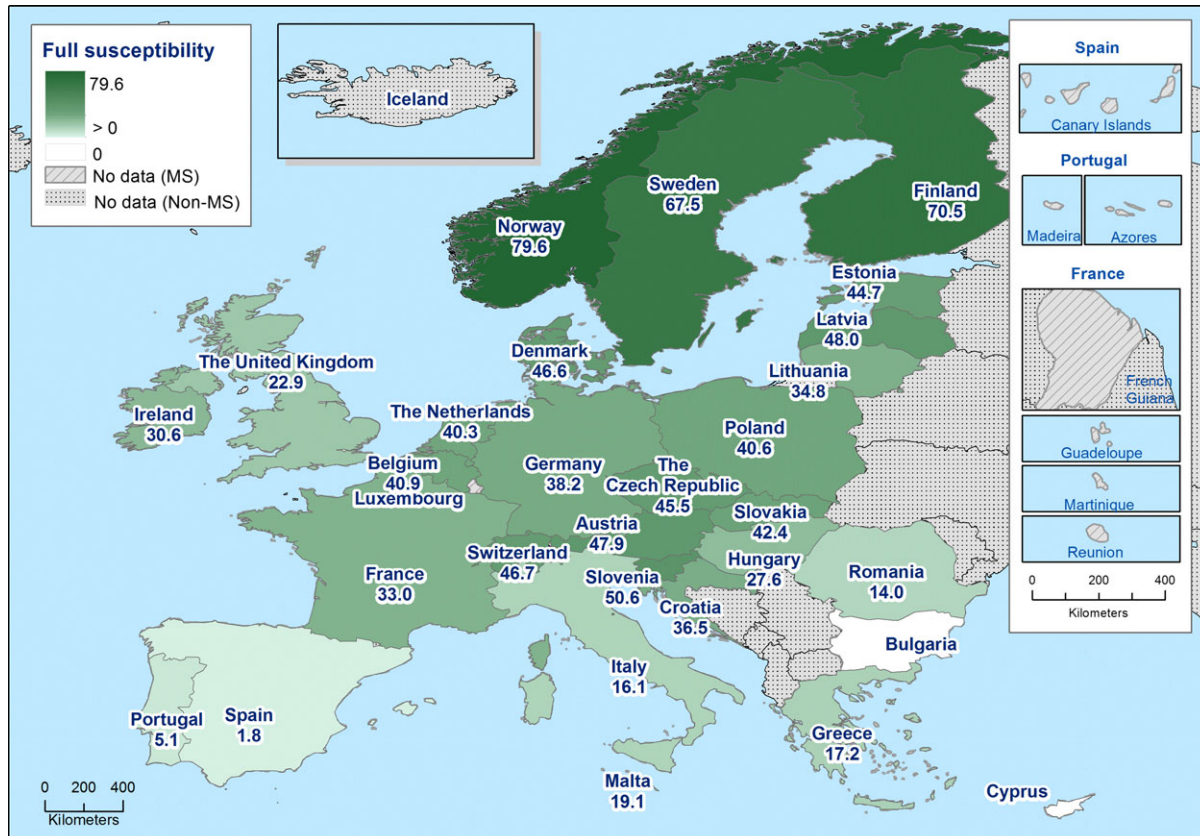 Full susceptibility
79.6
> 0
0
No data (MS)
No data (Non-MS)
Iceland
Spain
Canary Islands
Portugal
Madeira
Azores
France
French
Guiana
Guadeloupe
Martinique
Reunion
0 200 400
Kilometers
Norway
79.6
Sweden
67.5
Finland
70.5
Estonia
44.7
Latvia
48.0
Lithuania
34.8
Denmark
46.6
The United Kingdom
22.9
Ireland
30.6
The Netherlands
40.3
Belgium
40.9
Luxembourg
Germany
38.2
Poland
40.6
The
Czech Republic
45.5
Slovakia
42.4
Austria
47.9
Hungary
27.6
Switzerland
46.7
Slovenia
50.6
Croatia
36.5
Romania
14.0
Bulgaria
France
33.0
Italy
16.1
Portugal
5.1
Spain
1.8
Greece
17.2
Malta
19.1
Cyprus
0 200 400
Kilometers